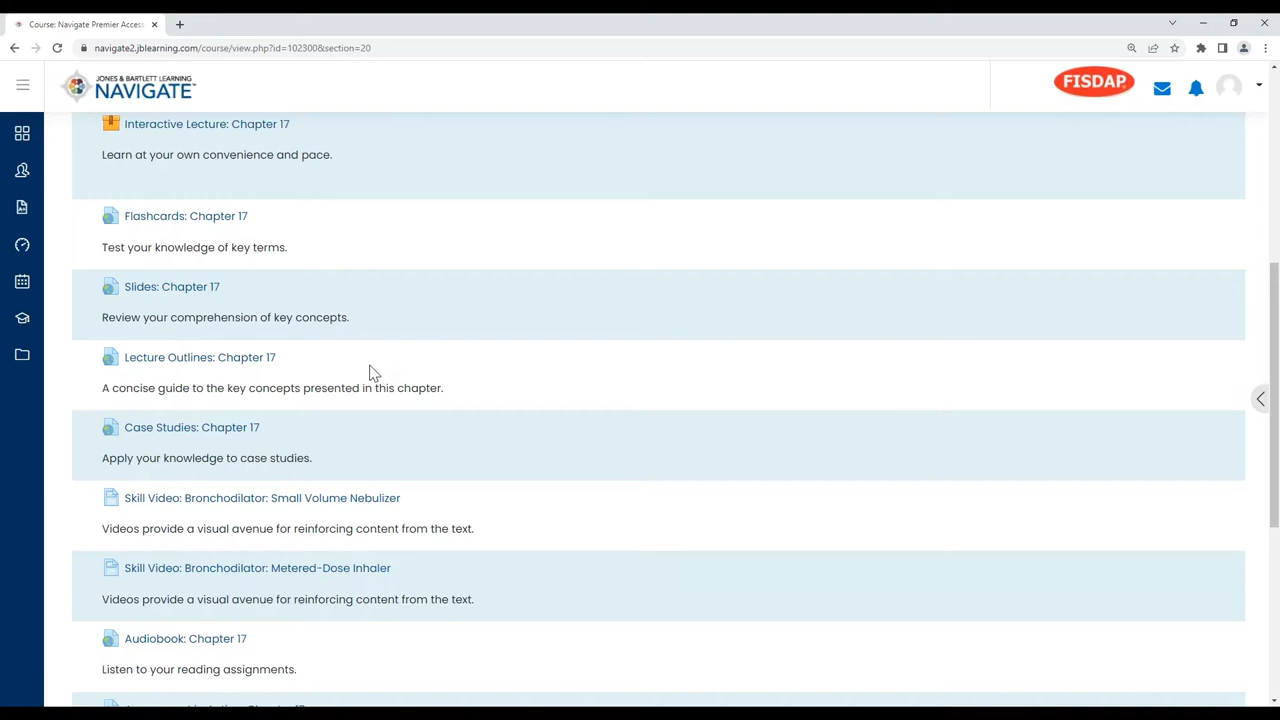 Course: Navigate Premier Access
navigate2.jblearning.com/course/view.php?id=102300&section=20
JONES & BARTLETT LEARNING
NAVIGATE
FISDAP
Interactive Lecture: Chapter 17
Learn at your own convenience and pace.
Flashcards: Chapter 17
Test your knowledge of key terms.
Slides: Chapter 17
Review your comprehension of key concepts.
Lecture Outlines: Chapter 17
A concise guide to the key concepts presented in this chapter.
Case Studies: Chapter 17
Apply your knowledge to case studies.
Skill Video: Bronchodilator: Small Volume Nebulizer
Videos provide a visual avenue for reinforcing content from the text.
Skill Video: Bronchodilator: Metered-Dose Inhaler
Videos provide a visual avenue for reinforcing content from the text.
Audiobook: Chapter 17
Listen to your reading assignments.